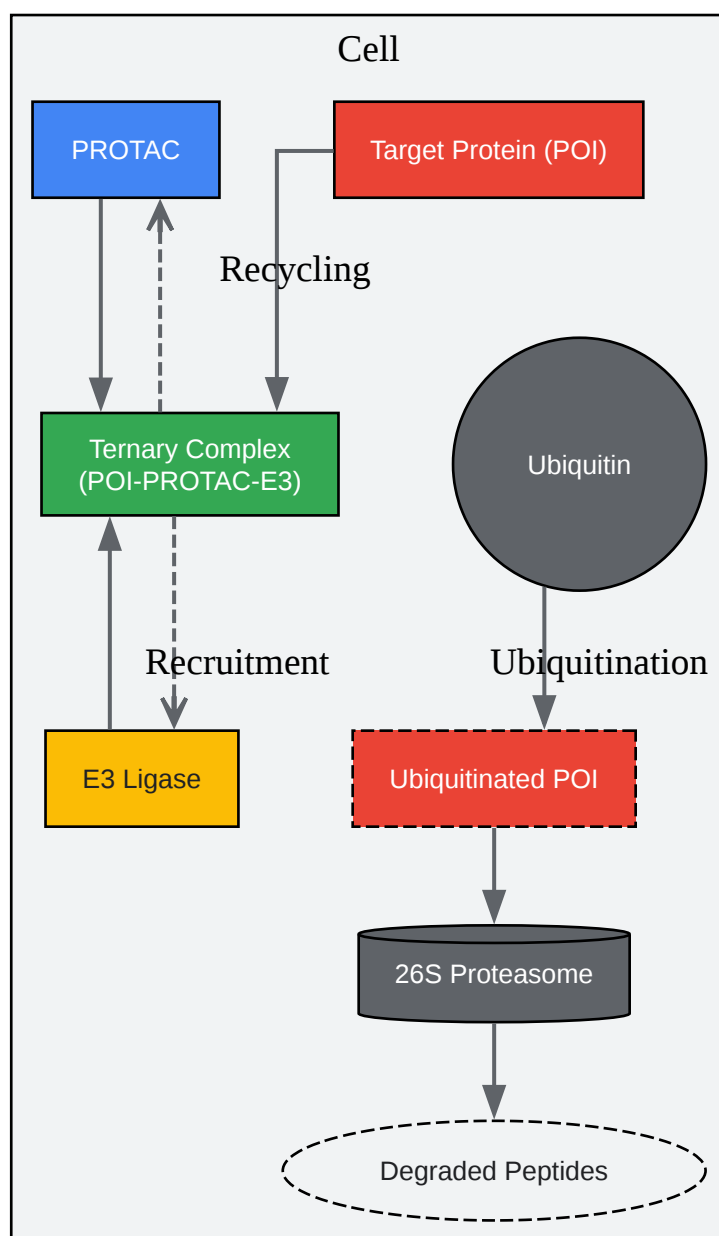 Cell
PROTAC
Target Protein (POI)
Recycling
Ternary Complex
(POI-PROTAC-E3)
Ubiquitin
Recruitment
Ubiquitination
E3 Ligase
Ubiquitinated POI
26S Proteasome
Degraded Peptides